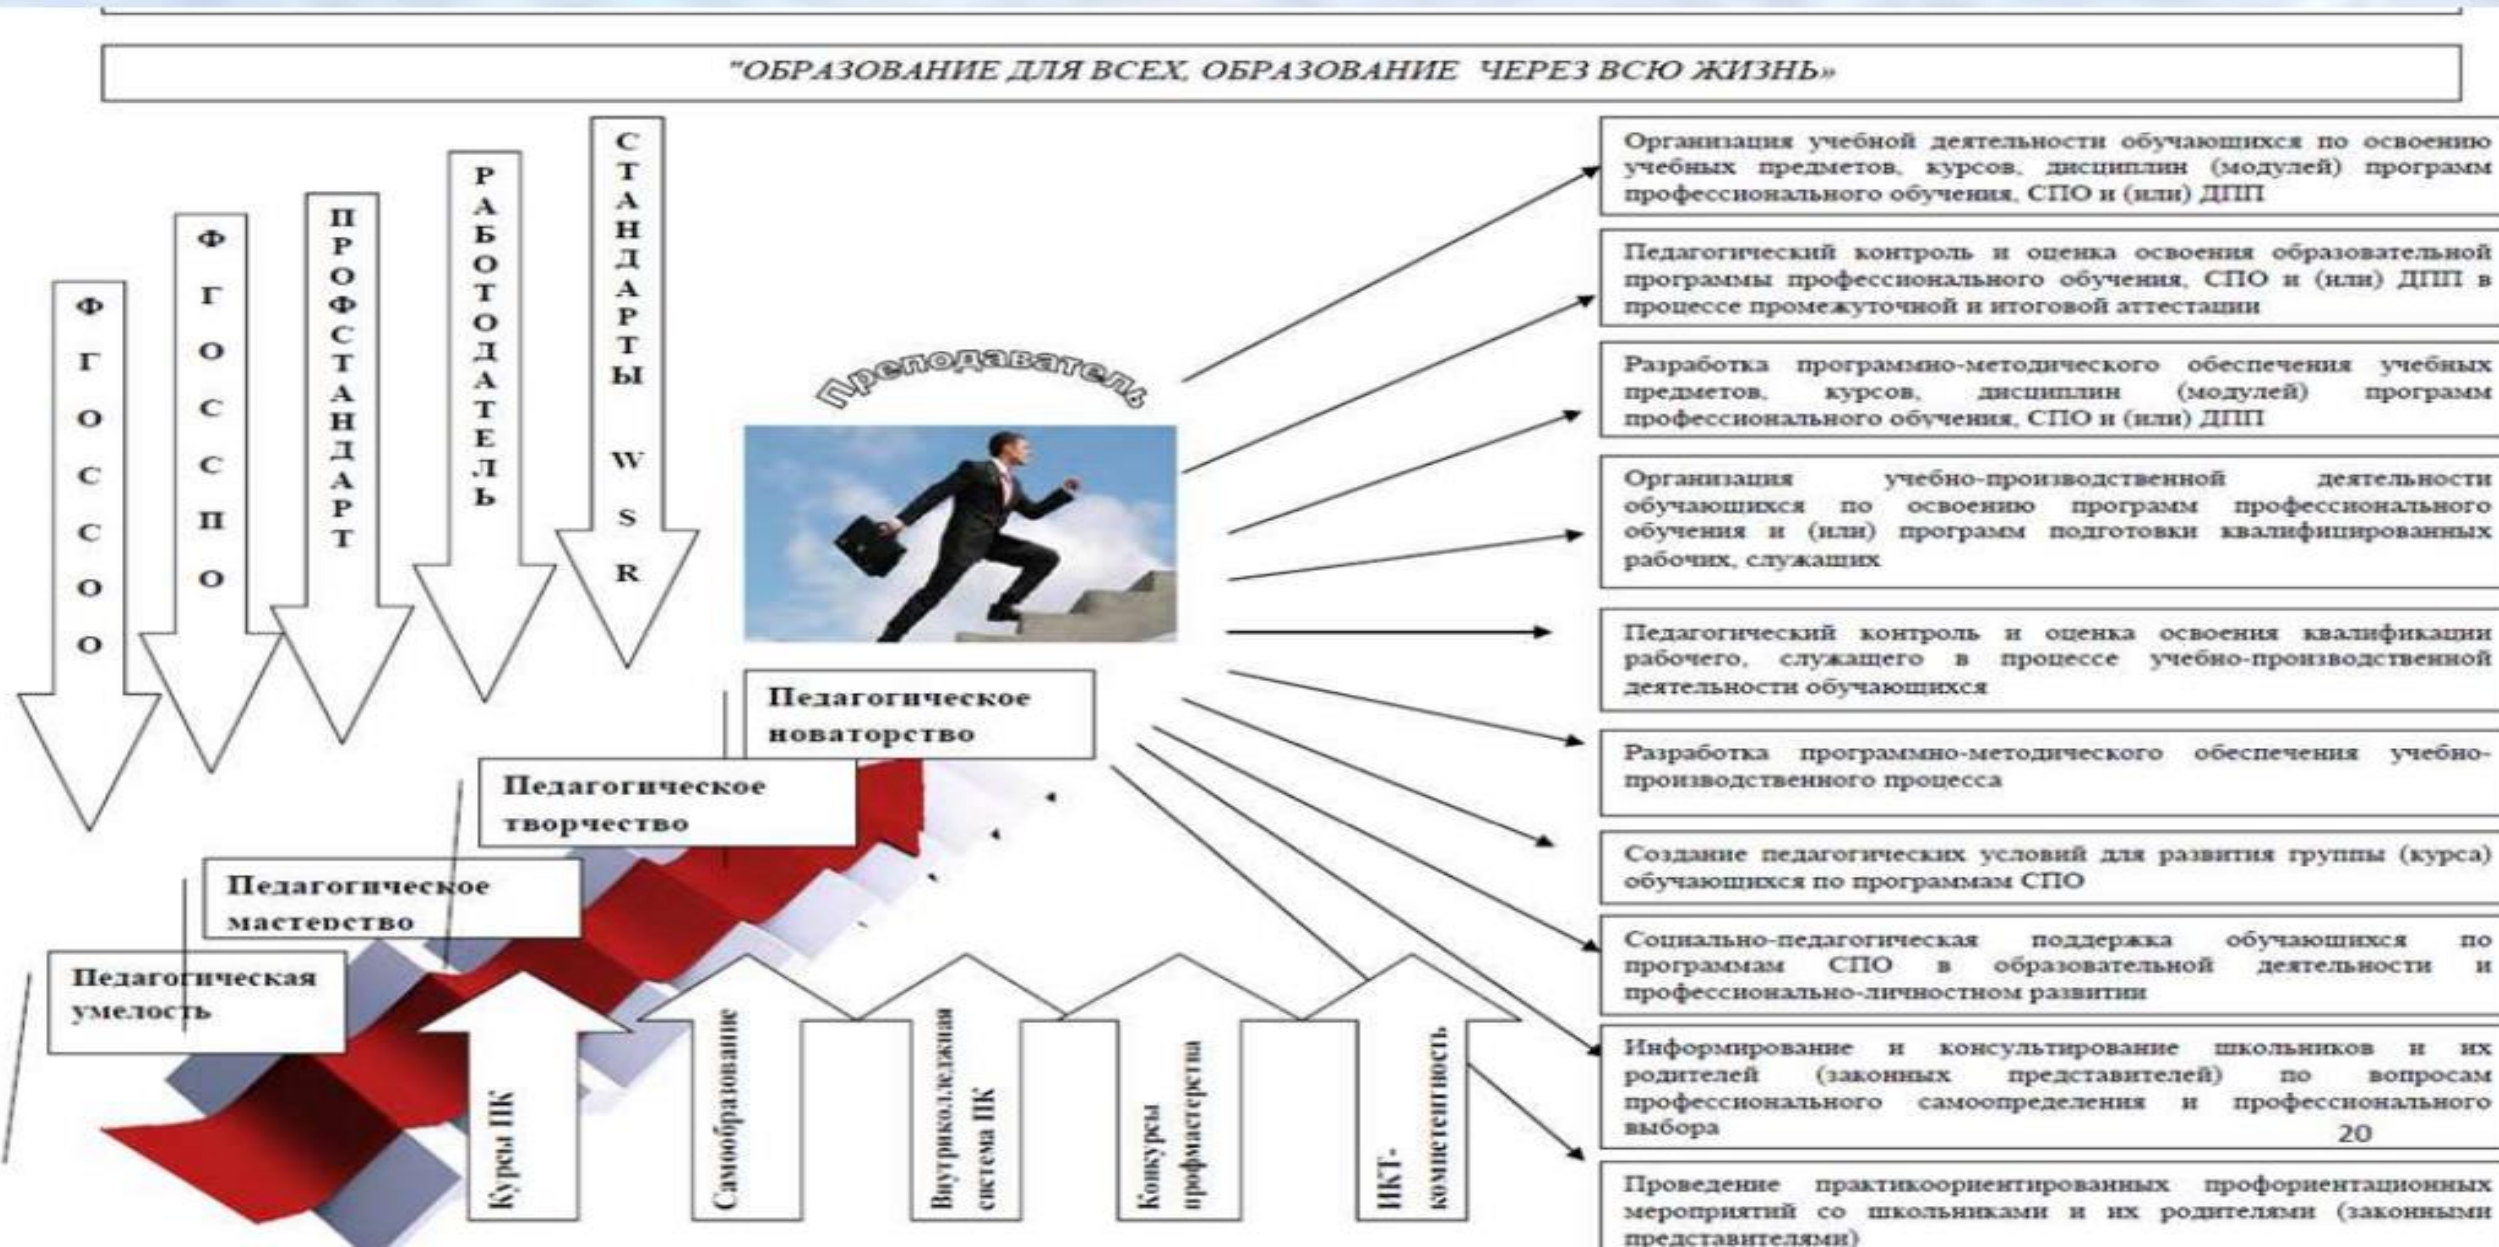 "ОБРАЗОВАНИЕ ДЛЯ ВСЕХ, ОБРАЗОВАНИЕ ЧЕРЕЗ ВСЮ ЖИЗНЬ»
ФГОС СОО
ФГОС СПО
ПРОФСТАНДАРТ
РАБОТОДАТЕЛЬ
СТАНДАРТЫ WSR
Преподаватель
Педагогическое
новаторство
Педагогическое
творчество
Педагогическое
мастерство
Педагогическая
умелость
Курсы ПК
Самообразование
Внутриколледжная
система ПК
Конкурсы
профмастерства
ИКТ-
компетентность
Организация учебной деятельности обучающихся по освоению
учебных предметов, курсов, дисциплин (модулей) программ
профессионального обучения, СПО и (или) ДПП
Педагогический контроль и оценка освоения образовательной
программы профессионального обучения, СПО и (или) ДПП в
процессе промежуточной и итоговой аттестации
Разработка программно-методического обеспечения учебных
предметов, курсов, дисциплин (модулей) программ
профессионального обучения, СПО и (или) ДПП
Организация учебно-производственной деятельности
обучающихся по освоению программ профессионального
обучения и (или) программ подготовки квалифицированных
рабочих, служащих
Педагогический контроль и оценка освоения квалификации
рабочего, служащего в процессе учебно-производственной
деятельности обучающихся
Разработка программно-методического обеспечения учебно-
производственного процесса
Создание педагогических условий для развития группы (курса)
обучающихся по программам СПО
Социально-педагогическая поддержка обучающихся по
программам СПО в образовательной деятельности и
профессионально-личностном развитии
Информирование и консультирование школьников и их
родителей (законных представителей) по вопросам
профессионального самоопределения и профессионального
выбора
20
Проведение практикоориентированных профориентационных
мероприятий со школьниками и их родителями (законными
представителями)